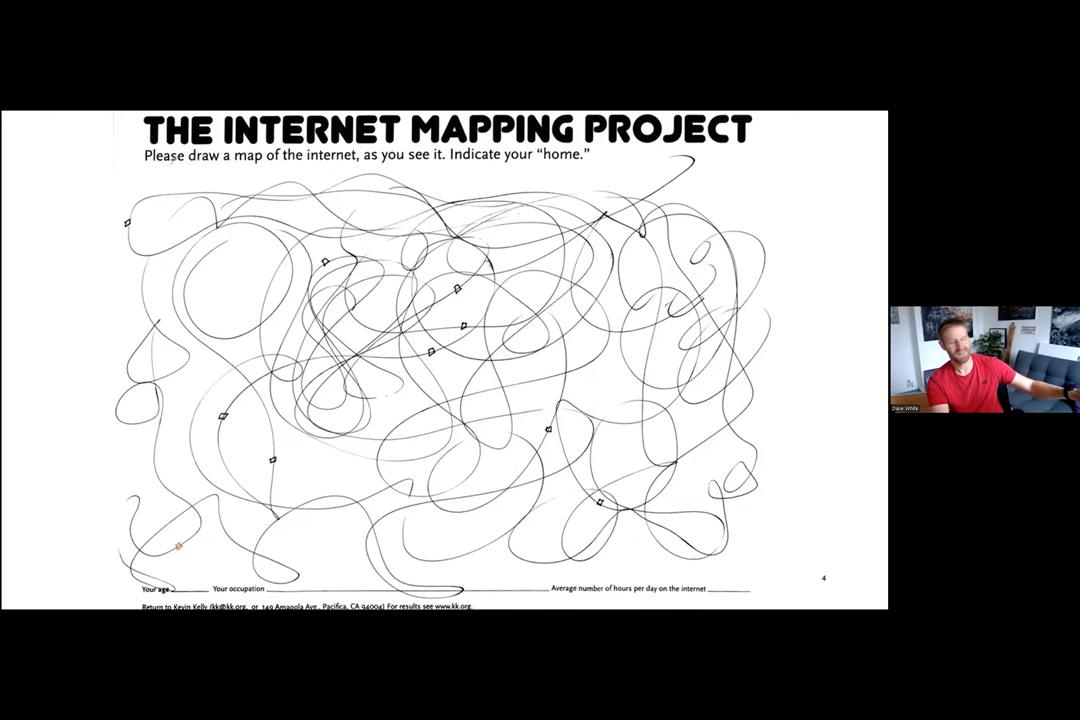 THE INTERNET MAPPING PROJECT
Please draw a map of the internet, as you see it. Indicate your “home.”
4
Your age Your occupation Average number of hours per day on the internet
Return to Kevin Kelly (kk@kk.org, or 149 Amapola Ave., Pacifica, CA 94004) For results see www.kk.org.
Dave White